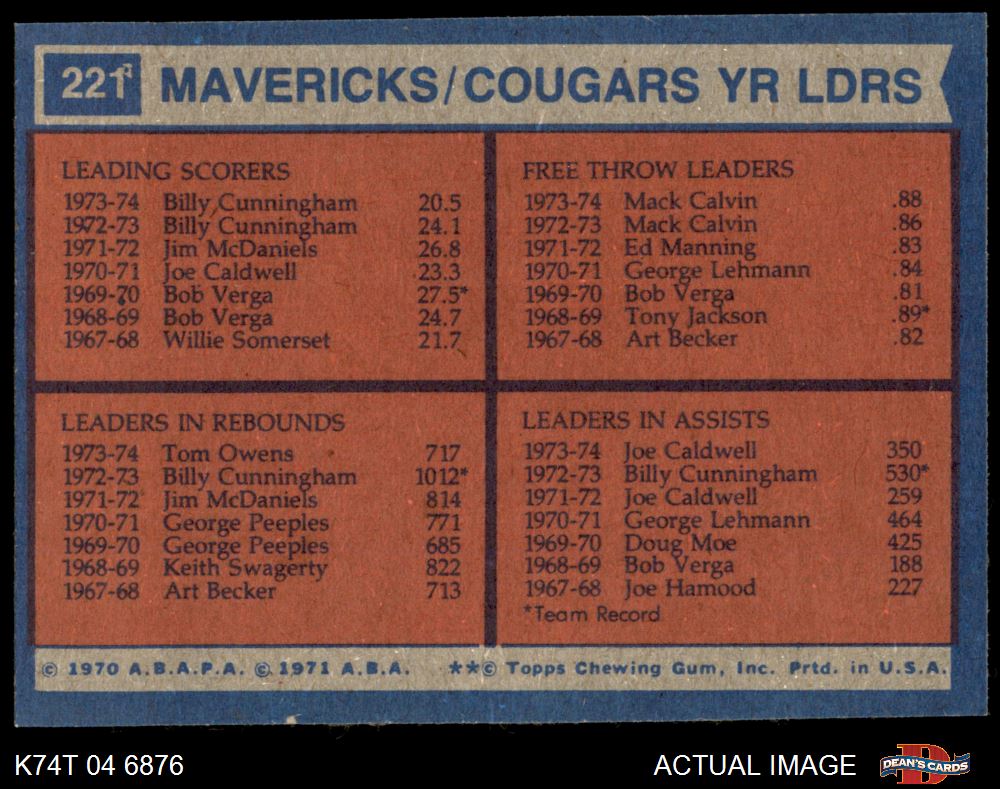 221
MAVERICKS/COUGARS YR LDRS
LEADING SCORERS
1973-74 Billy Cunningham 20.5
1972-73 Billy Cunningham 24.1
1971-72 Jim McDaniels 26.8
1970-71 Joe Caldwell 23.3
1969-70 Bob Verga 27.5*
1968-69 Bob Verga 24.7
1967-68 Willie Somerset 21.7
FREE THROW LEADERS
1973-74 Mack Calvin .88
1972-73 Mack Calvin .86
1971-72 Ed Manning .83
1970-71 George Lehmann .84
1969-70 Bob Verga .81
1968-69 Tony Jackson .89*
1967-68 Art Becker .82
LEADERS IN REBOUNDS
1973-74 Tom Owens 717
1972-73 Billy Cunningham 1012*
1971-72 Jim McDaniels 814
1970-71 George Peeples 771
1969-70 George Peeples 685
1968-69 Keith Swagerty 822
1967-68 Art Becker 713
LEADERS IN ASSISTS
1973-74 Joe Caldwell 350
1972-73 Billy Cunningham 530*
1971-72 Joe Caldwell 259
1970-71 George Lehmann 464
1969-70 Doug Moe 425
1968-69 Bob Verga 188
1967-68 Joe Hamood 227
*Team Record
© 1970 A.B.A.P.A. © 1971 A.B.A. **© Topps Chewing Gum, Inc. Prtd. in U.S.A.
K74T 04 6876
ACTUAL IMAGE
D
DEAN'S CARDS